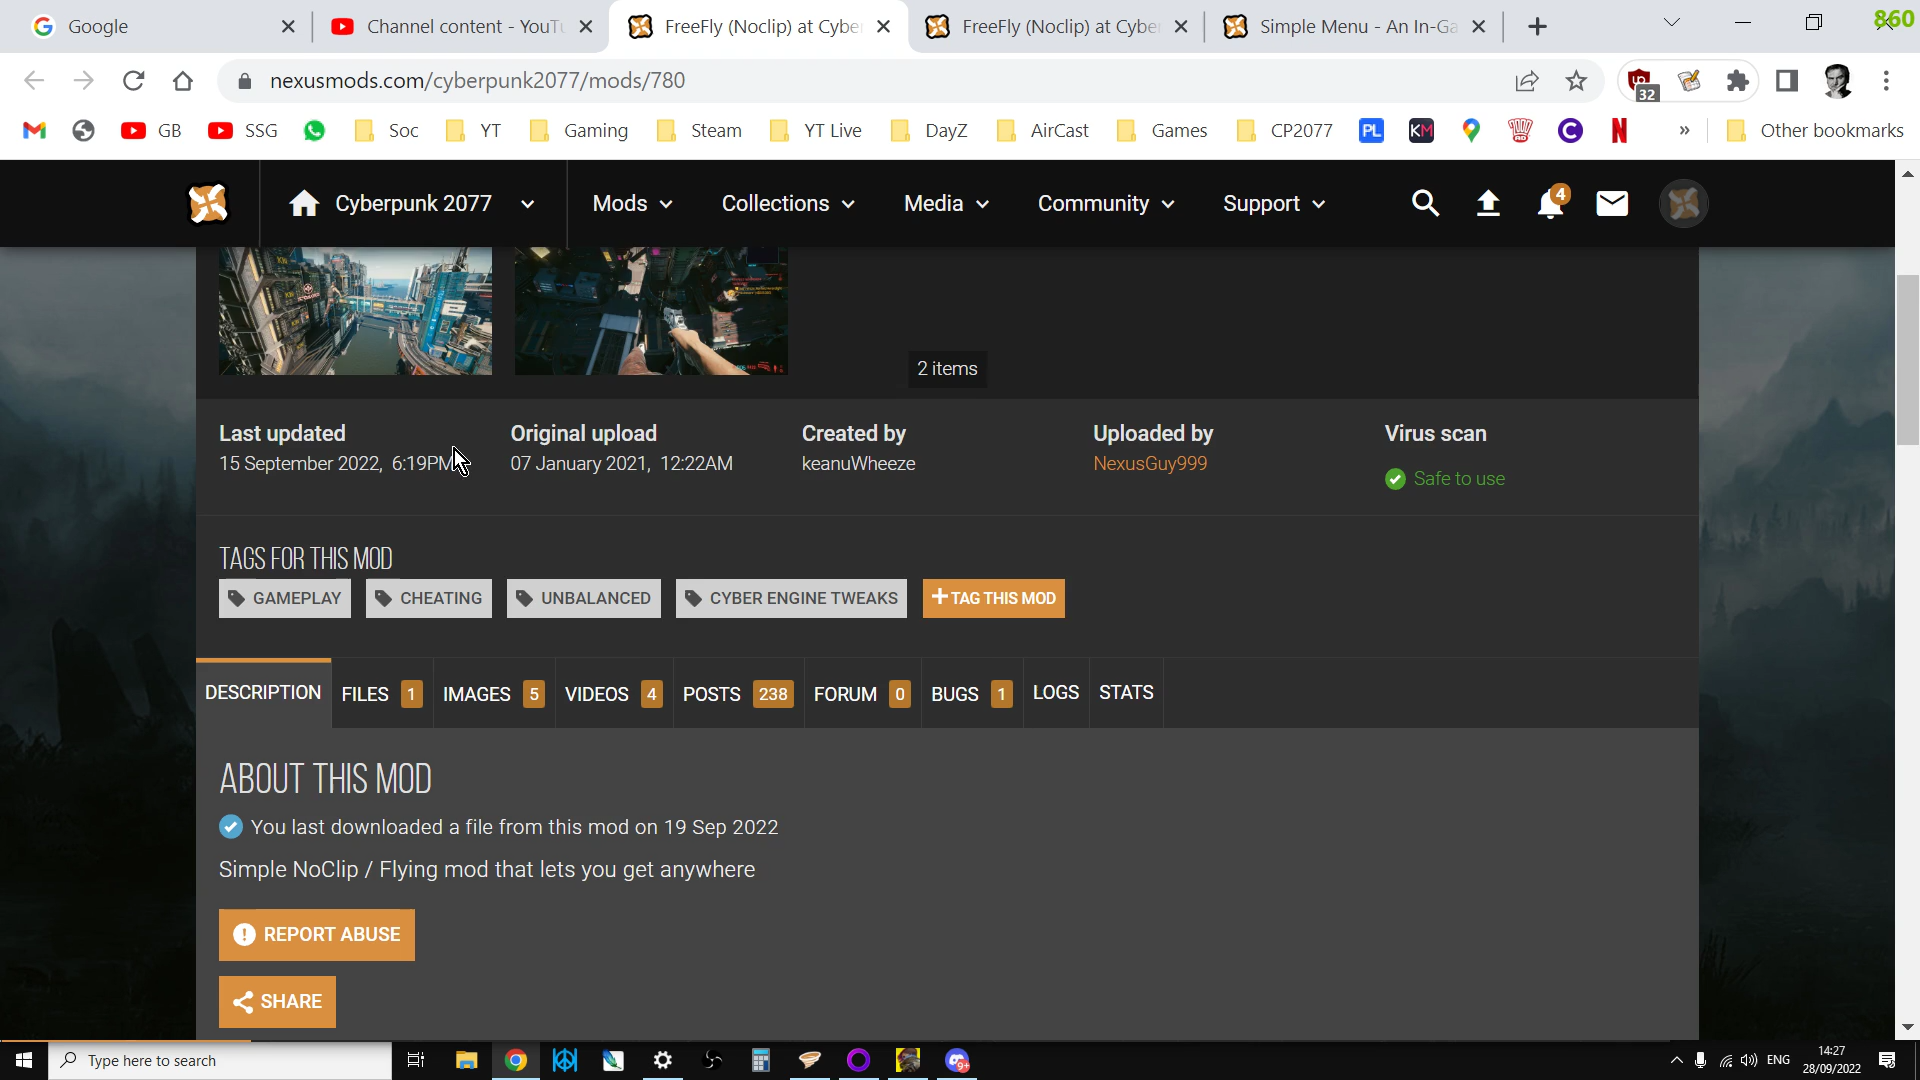 Google
Channel content - YouTu
FreeFly (Noclip) at Cybe
FreeFly (Noclip) at Cybe
Simple Menu - An In-Ga
860
nexusmods.com/cyberpunk2077/mods/780
32
GB
SSG
Soc
YT
Gaming
Steam
YT Live
DayZ
AirCast
Games
CP2077
PL
KM
»
Other bookmarks
Cyberpunk 2077
Mods
Collections
Media
Community
Support
4
2 items
Last updated
15 September 2022, 6:19PM
Original upload
07 January 2021, 12:22AM
Created by
keanuWheeze
Uploaded by
NexusGuy999
Virus scan
Safe to use
TAGS FOR THIS MOD
GAMEPLAY
CHEATING
UNBALANCED
CYBER ENGINE TWEAKS
+TAG THIS MOD
DESCRIPTION
FILES 1
IMAGES 5
VIDEOS 4
POSTS 238
FORUM 0
BUGS 1
LOGS
STATS
ABOUT THIS MOD
You last downloaded a file from this mod on 19 Sep 2022
Simple NoClip / Flying mod that lets you get anywhere
REPORT ABUSE
SHARE
Type here to search
9+
ENG
14:27
28/09/2022